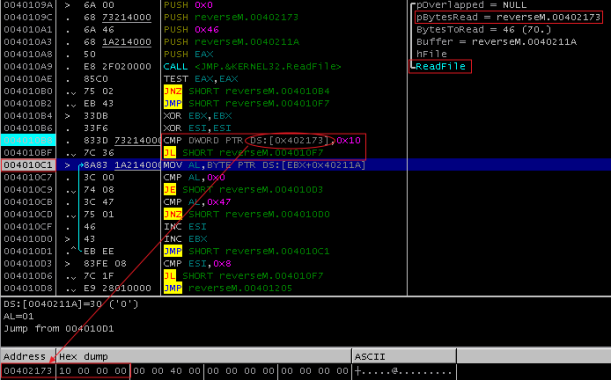 0040109A > 6A 00 PUSH 0x0
0040109C . 68 73214000 PUSH reverseM.00402173
004010A1 . 6A 46 PUSH 0x46
004010A3 . 68 1A214000 PUSH reverseM.0040211A
004010A8 . 50 PUSH EAX
004010A9 . E8 2F020000 CALL <JMP.&KERNEL32.ReadFile>
004010AE . 85C0 TEST EAX,EAX
004010B0 . 75 02 JNZ SHORT reverseM.004010B4
004010B2 . EB 43 JMP SHORT reverseM.004010F7
004010B4 > 33DB XOR EBX,EBX
004010B6 . 33F6 XOR ESI,ESI
. 833D 73214000 CMP DWORD PTR DS:[0x402173],0x10
004010BF . 7C 36 JL SHORT reverseM.004010F7
004010C1 > 8A83 1A214000 MOV AL,BYTE PTR DS:[EBX+0x40211A]
004010C7 . 3C 00 CMP AL,0x0
004010C9 . 74 08 JE SHORT reverseM.004010D3
004010CB . 3C 47 CMP AL,0x47
004010CD . 75 01 JNZ SHORT reverseM.004010D0
004010CF . 46 INC ESI
004010D0 > 43 INC EBX
004010D1 . EB EE JMP SHORT reverseM.004010C1
004010D3 > 83FE 08 CMP ESI,0x8
004010D6 . 7C 1F JL SHORT reverseM.004010F7
004010D8 . E9 28010000 JMP reverseM.00401205
pOverlapped = NULL
pBytesRead = reverseM.00402173
BytesToRead = 46 (70.)
Buffer = reverseM.0040211A
hFile
ReadFile
DS:[0040211A]=30 ('0')
AL=01
Jump from 004010D1
Address Hex dump ASCII
00402173 10 00 00 00 00 00 40 00 00 00 00 00 00 00 00 00 .....@.........